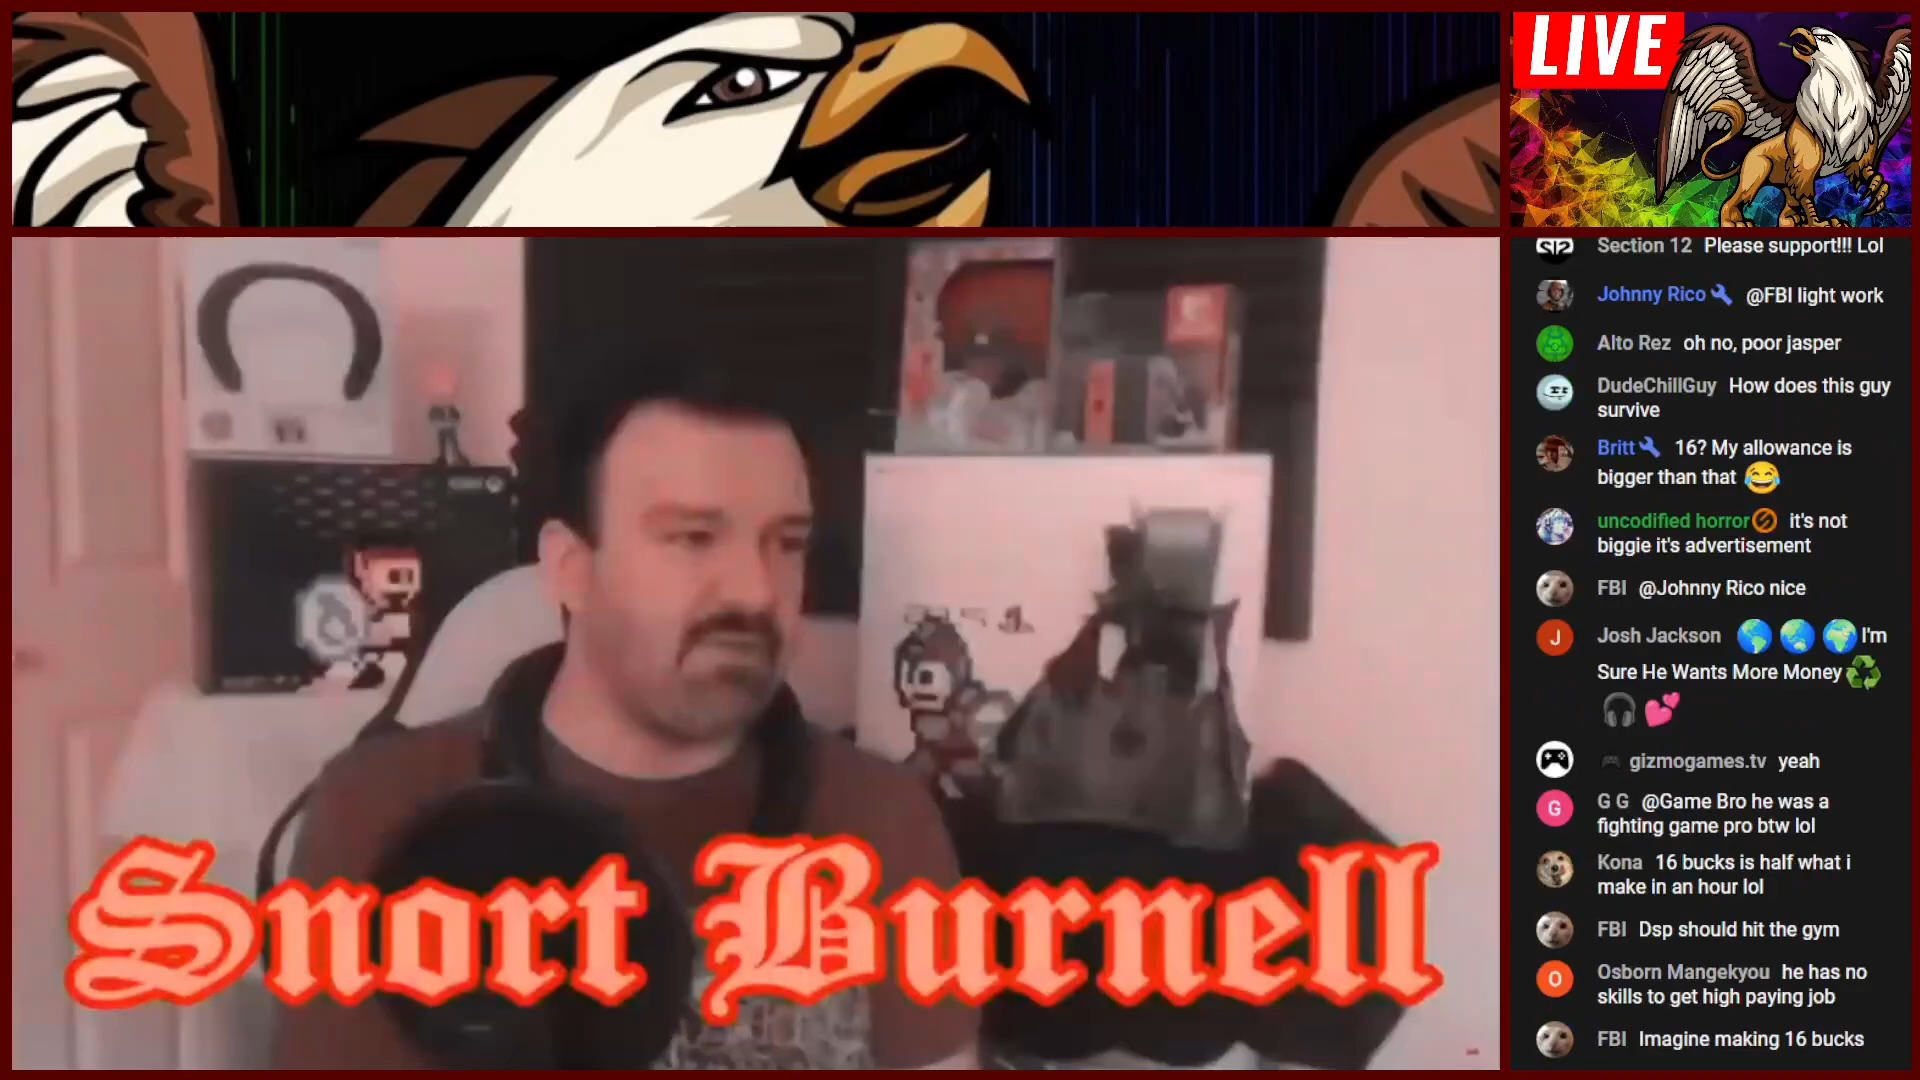 LIVE
Section 12 Please support!!! Lol
Johnny Rico @FBI light work
Alto Rez oh no, poor jasper
DudeChillGuy How does this guy
survive
Britt 16? My allowance is
bigger than that
uncodified horror it's not
biggie it's advertisement
FBI @Johnny Rico nice
J Josh Jackson I'm
Sure He Wants More Money
gizmogames.tv yeah
G G G @Game Bro he was a
fighting game pro btw lol
Kona 16 bucks is half what i
make in an hour lol
FBI Dsp should hit the gym
O Osborn Mangekyou he has no
skills to get high paying job
FBI Imagine making 16 bucks
Snort Burnell